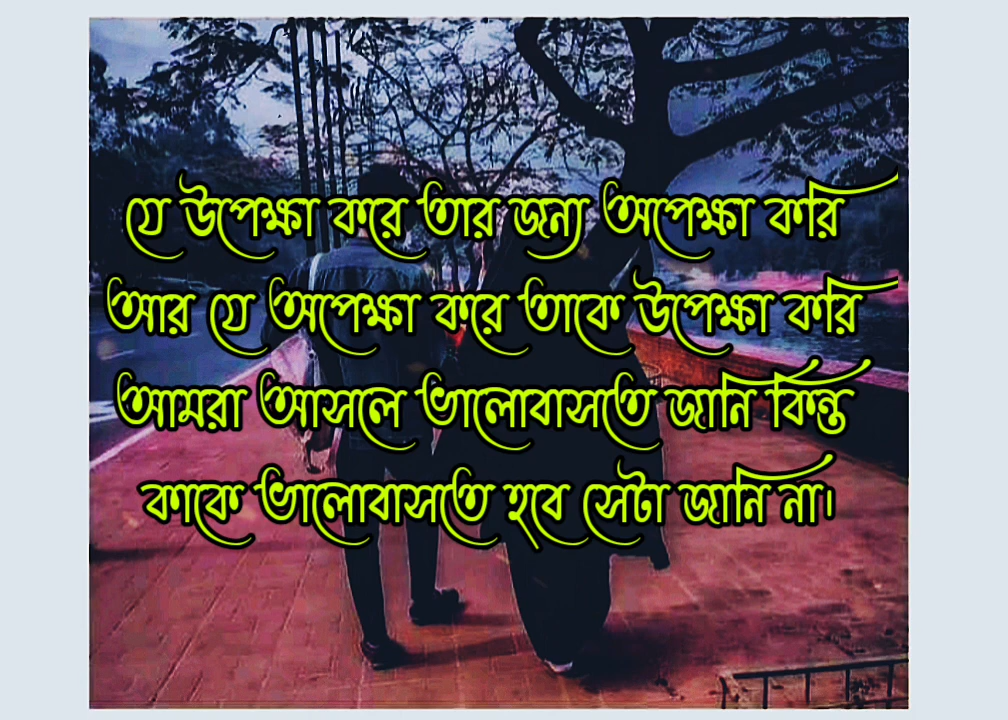 যে উপেক্ষা করে তার জন্য অপেক্ষা করি
আর যে অপেক্ষা করে তাকে উপেক্ষা করি
আমরা আসলে ভালোবাসতে জানি কিন্তু
কাকে ভালোবাসতে হবে সেটা জানি না।